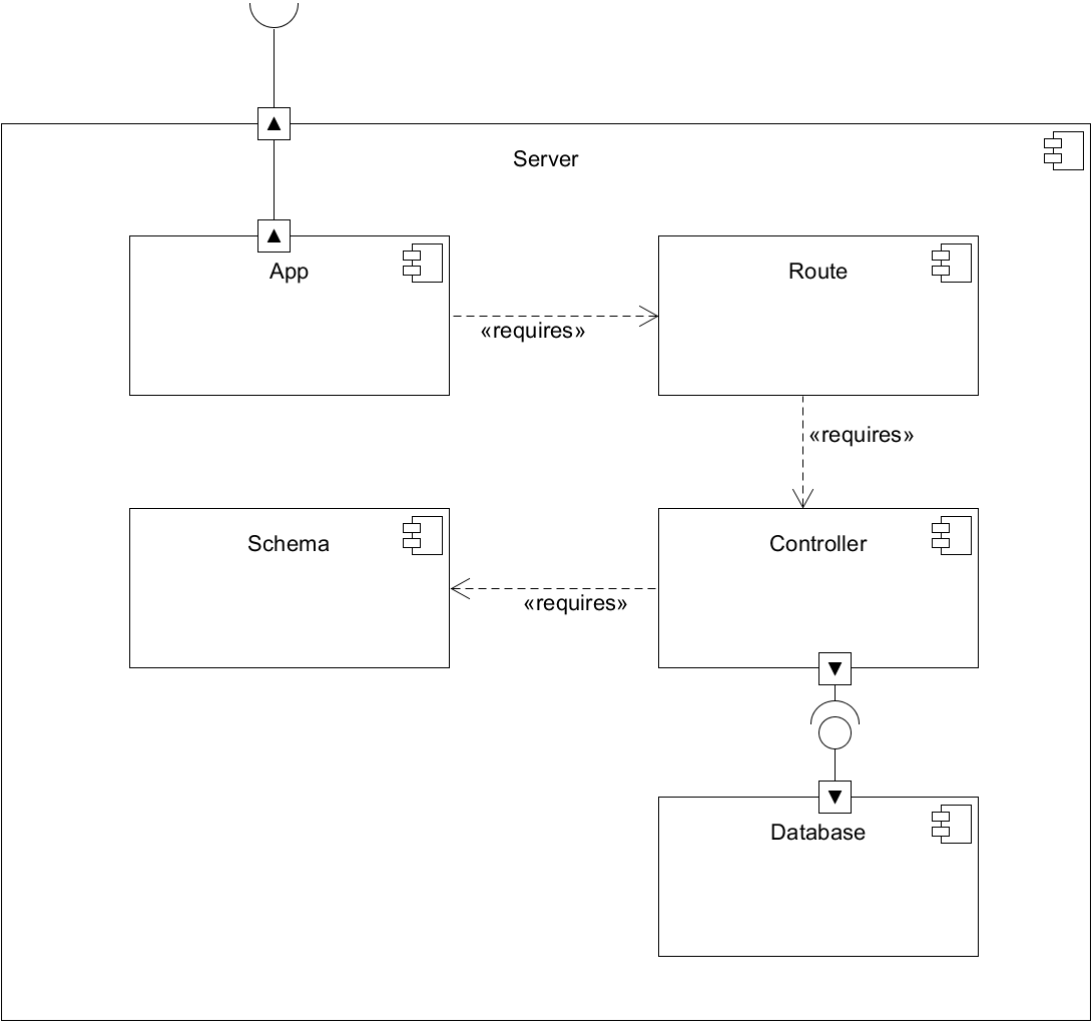 Server
App
Route
«requires»
«requires»
Schema
Controller
«requires»
Database